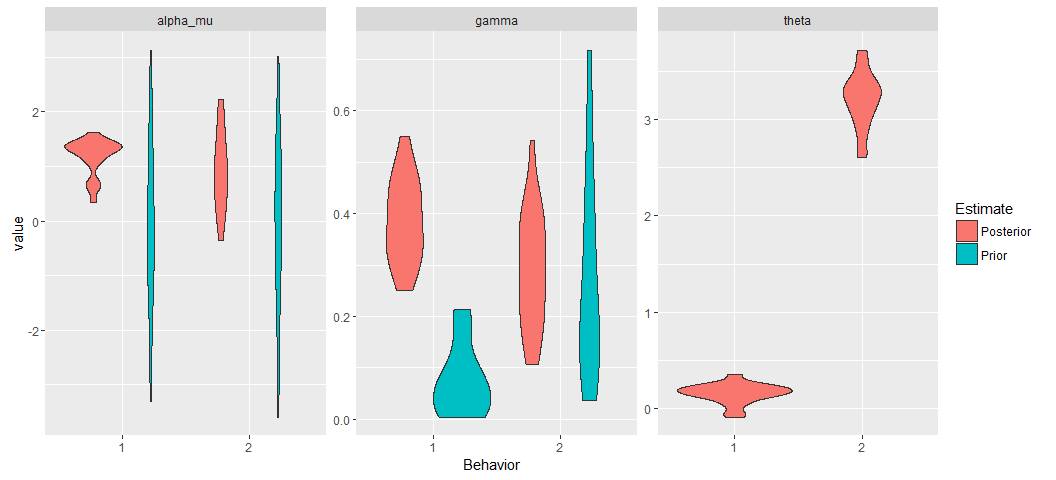 alpha_mu
gamma
theta
value
2
0
-2
0.6
0.4
0.2
0.0
3
2
1
0
1
2
1
2
1
2
Behavior
Estimate
Posterior
Prior